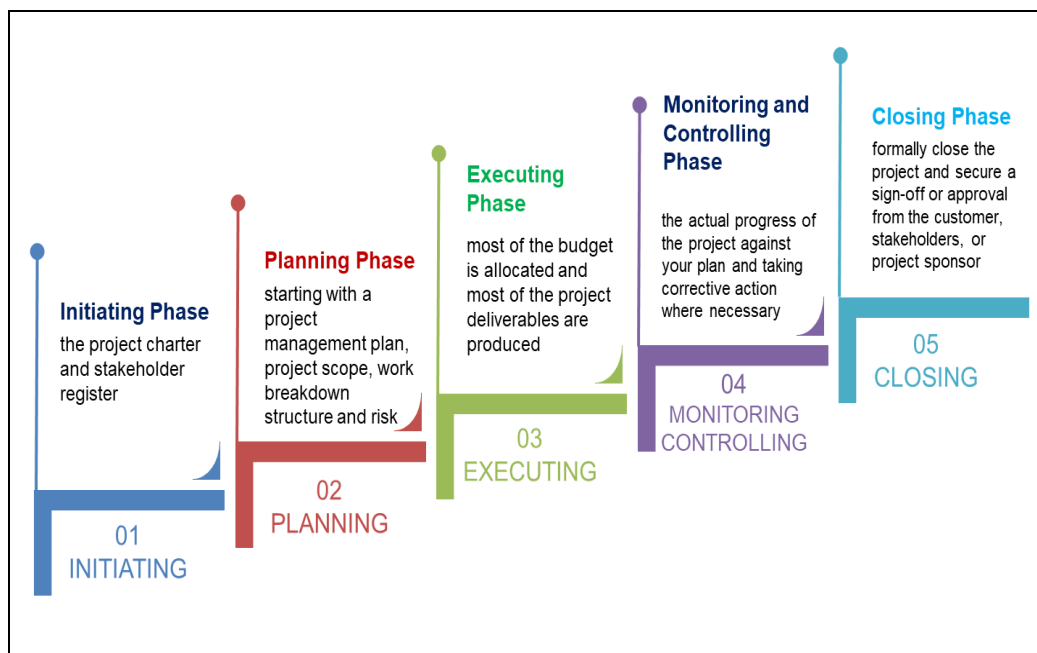 Initiating Phase
the project charter
and stakeholder
register
01
INITIATING
Planning Phase
starting with a
project
management plan,
project scope, work
breakdown
structure and risk
02
PLANNING
Executing
Phase
most of the budget
is allocated and
most of the project
deliverables are
produced
03
EXECUTING
Monitoring and
Controlling
Phase
the actual progress of
the project against
your plan and taking
corrective action
where necessary
04
MONITORING
CONTROLLING
Closing Phase
formally close the
project and secure a
sign-off or approval
from the customer,
stakeholders, or
project sponsor
05
CLOSING